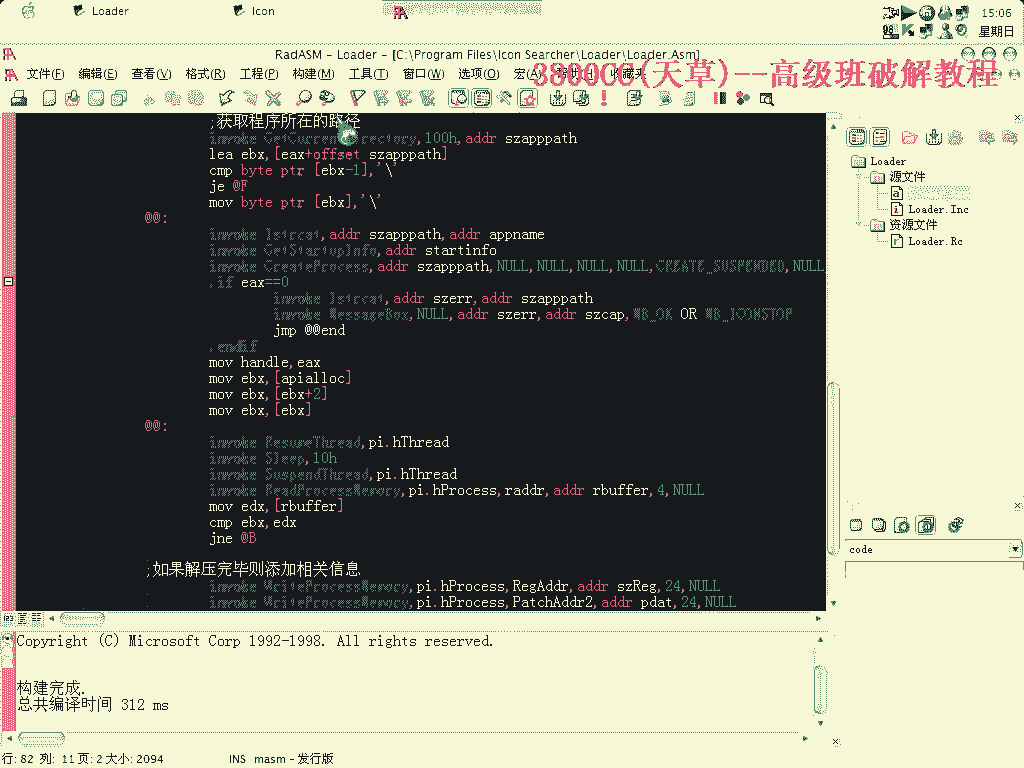 Loader
Icon
15:06
星期日
RadASM - Loader - [C:\Program Files\Icon Searcher\Loader\Loader.Asm]
3800CC(天草)--高级班破解教程
文件(F) 编辑(E) 查看(V) 格式(R) 工程(P) 构建(M) 工具(T) 窗口(W) 选项(O) 宏(A) 收藏夹
;获取程序所在的路径
invoke GetCurrentDirectory,100h,addr szapppath
lea ebx,[eax+offset szapppath]
cmp byte ptr [ebx-1],'\'
je @F
mov byte ptr [ebx],'\'
@@:
invoke lstrcat,addr szapppath,addr appname
invoke GetStartupInfo,addr startinfo
invoke CreateProcess,addr szapppath,NULL,NULL,NULL,NULL,CREATE_SUSPENDED,NULL
.if eax==0
invoke lstrcat,addr szerr,addr szapppath
invoke MessageBox,NULL,addr szerr,addr szcap,MB_OK OR MB_ICONSTOP
jmp @@end
.endif
mov handle,eax
mov ebx,[apialloc]
mov ebx,[ebx+2]
mov ebx,[ebx]
@@:
invoke ResumeThread,pi.hThread
invoke Sleep,10h
invoke SuspendThread,pi.hThread
invoke ReadProcessMemory,pi.hProcess,raddr,addr rbuffer,4,NULL
mov edx,[rbuffer]
cmp ebx,edx
jne @B
;如果解压完毕则添加相关信息
invoke WriteProcessMemory,pi.hProcess,RegAddr,addr szReg,24,NULL
invoke WriteProcessMemory,pi.hProcess,PatchAddr2,addr pdat,24,NULL
Loader
源文件
Loader.Inc
资源文件
Loader.Rc
code
Copyright (C) Microsoft Corp 1992-1998. All rights reserved.
构建完成.
总共编译时间 312 ms
行: 82 列: 11 页: 2 大小: 2094 INS masm - 发行版